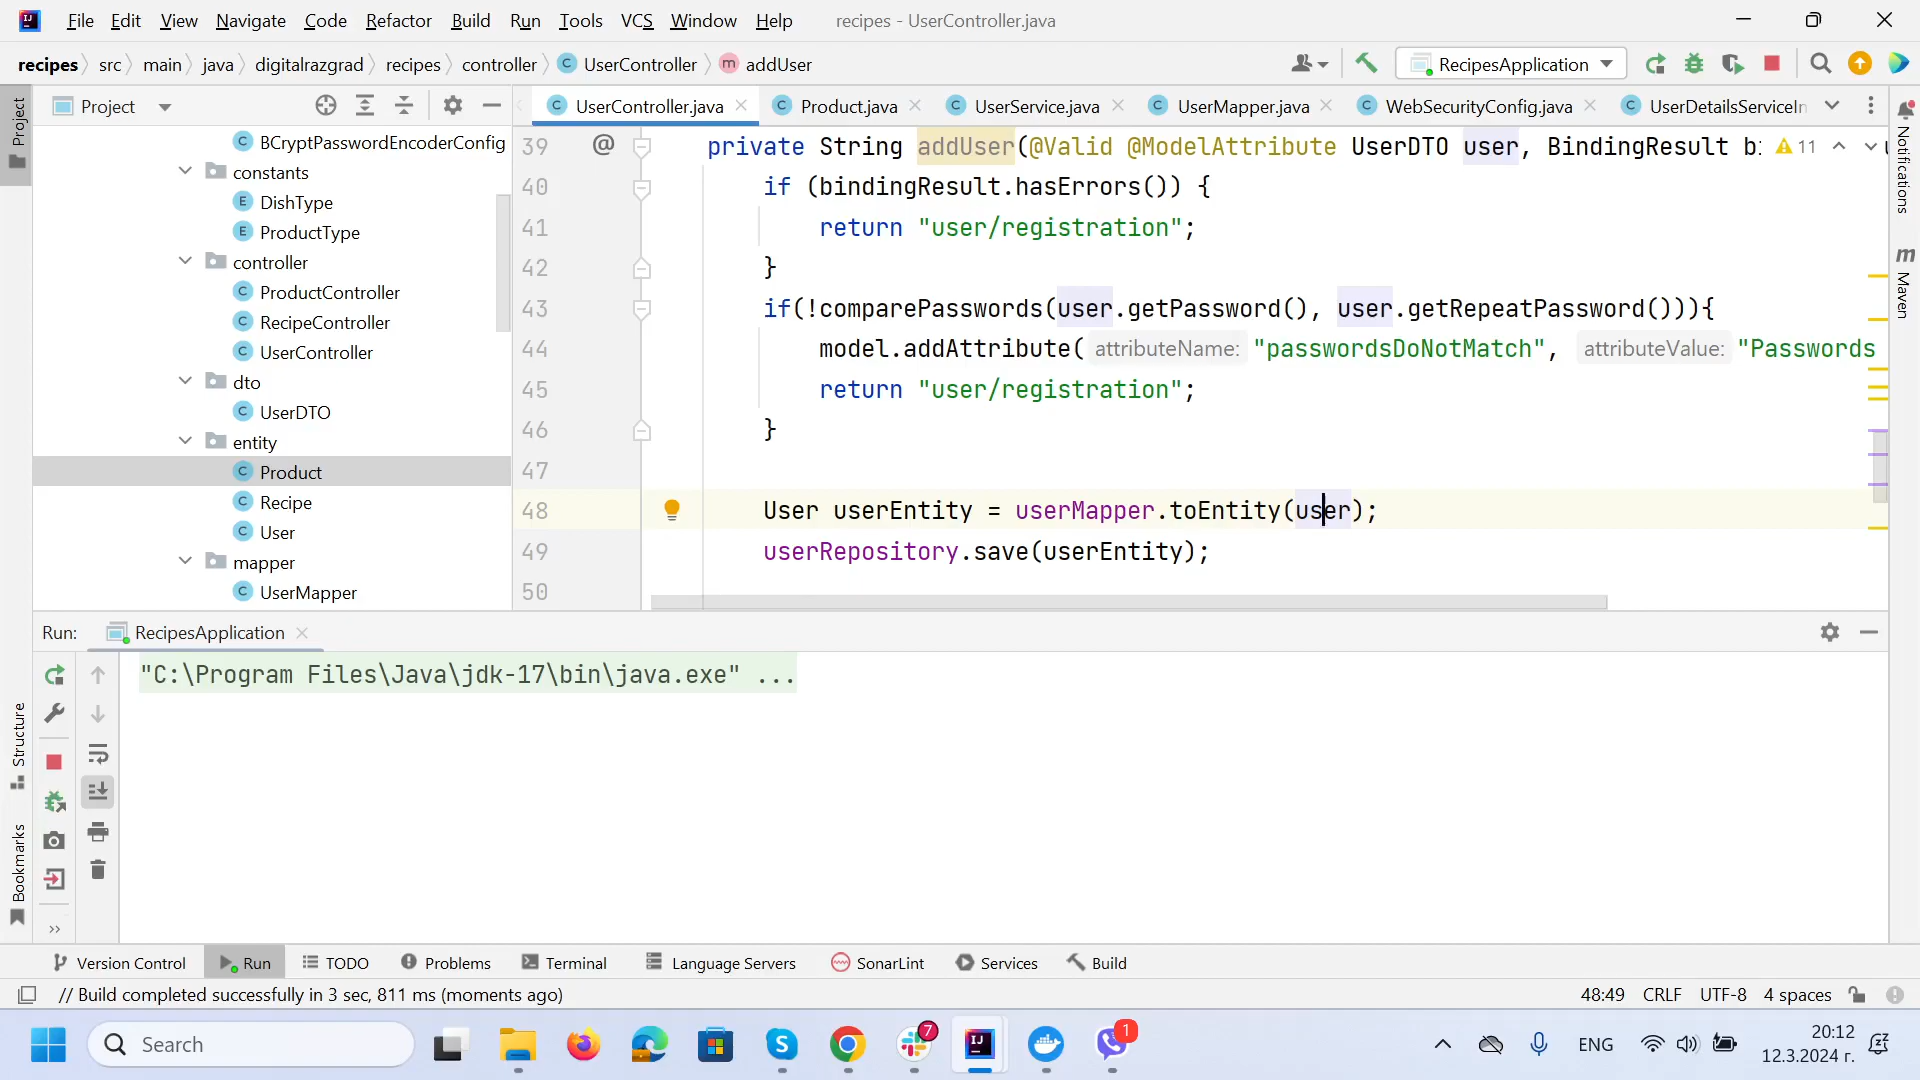 File Edit View Navigate Code Refactor Build Run Tools VCS Window Help recipes - UserController.java
recipes src main java digitalrazgrad recipes controller UserController addUser RecipesApplication
Project UserController.java Product.java UserService.java UserMapper.java WebSecurityConfig.java UserDetailsServiceIn
Project
Notifications
Maven
BCryptPasswordEncoderConfig
constants
DishType
ProductType
controller
ProductController
RecipeController
UserController
dto
UserDTO
entity
Product
Recipe
User
mapper
UserMapper
39 @ private String addUser(@Valid @ModelAttribute UserDTO user, BindingResult b 11
40 if (bindingResult.hasErrors()) {
41 return "user/registration";
42 }
43 if(!comparePasswords(user.getPassword(), user.getRepeatPassword())){
44 model.addAttribute( attributeName: "passwordsDoNotMatch", attributeValue: "Passwords
45 return "user/registration";
46 }
47
48 User userEntity = userMapper.toEntity(user);
49 userRepository.save(userEntity);
50
Run: RecipesApplication
"C:\Program Files\Java\jdk-17\bin\java.exe" ...
Structure
Bookmarks
Version Control Run TODO Problems Terminal Language Servers SonarLint Services Build
// Build completed successfully in 3 sec, 811 ms (moments ago) 48:49 CRLF UTF-8 4 spaces
Search 7 1 ENG 20:12
12.3.2024 г.